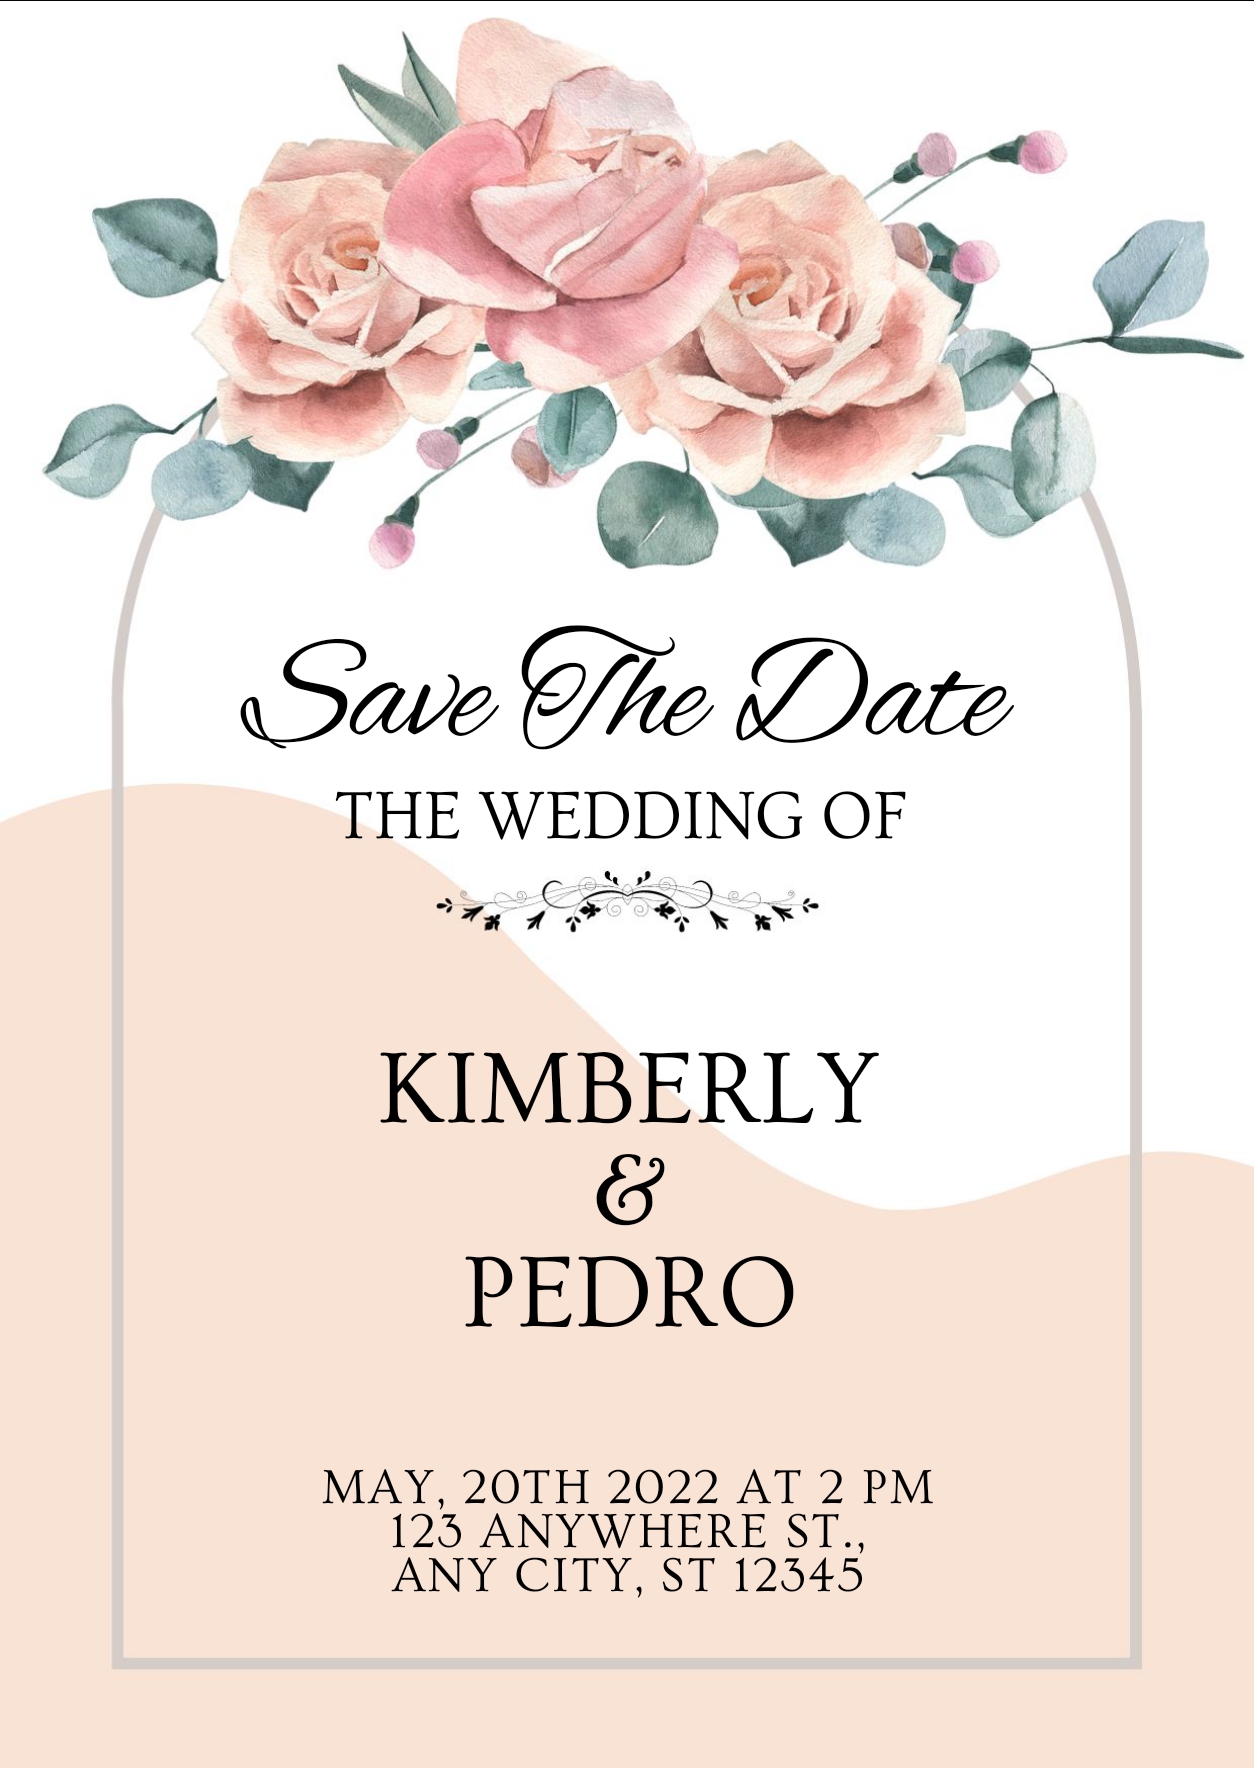 Save The Date
THE WEDDING OF
KIMBERLY
&
PEDRO
MAY, 20TH 2022 AT 2 PM
123 ANYWHERE ST.,
ANY CITY, ST 12345